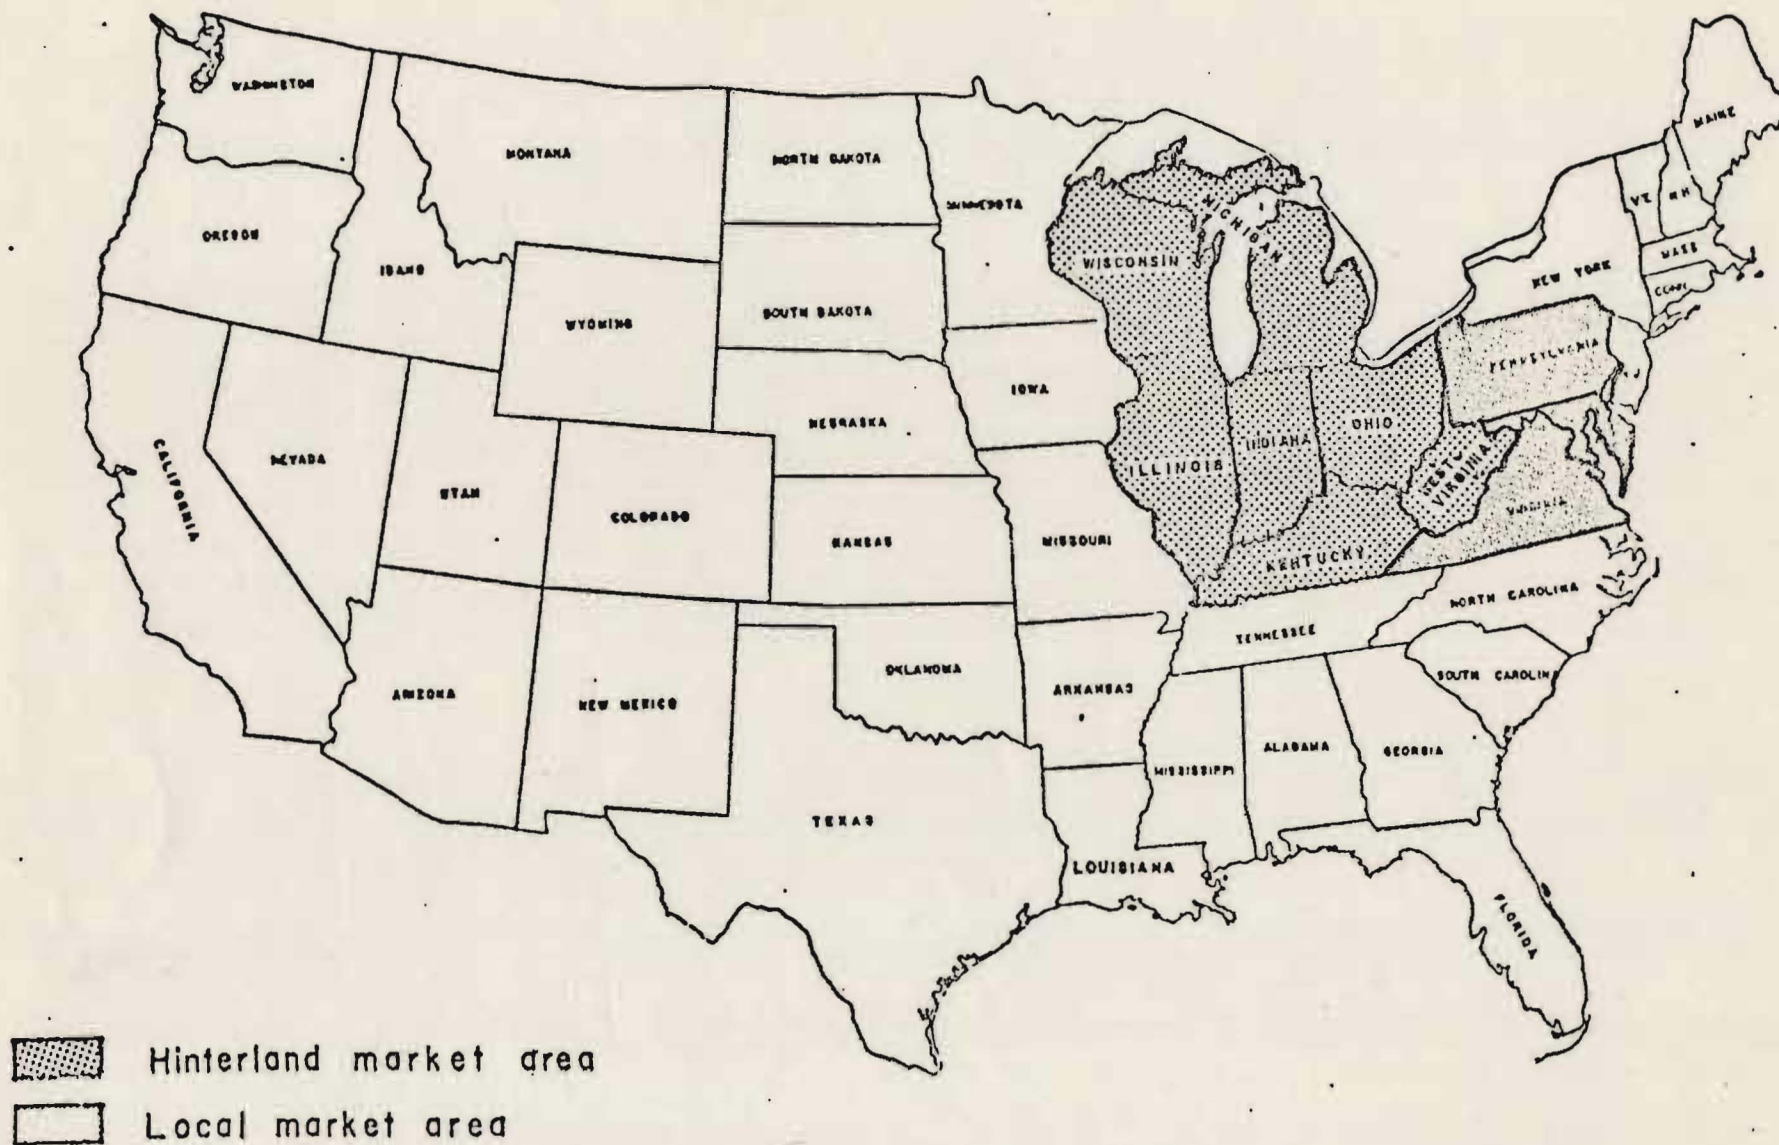 WASHINGTON
MAINE
MONTANA
NORTH DAKOTA
MINNESOTA
VT.
N.H.
MICHIGAN
OREGON
MASS
WISCONSIN
IDAHO
NEW YORK
CONN
SOUTH DAKOTA
WYOMING
PENNSYLVANIA
IOWA
NEBRASKA
OHIO
INDIANA
CALIFORNIA
NEVADA
ILLINOIS
WEST
VIRGINIA
UTAH
COLORADO
VIRGINIA
KANSAS
MISSOURI
KENTUCKY
NORTH CAROLINA
TENNESSEE
OKLAHOMA
SOUTH CAROLINA
ARIZONA
NEW MEXICO
ARKANSAS
ALABAMA
GEORGIA
MISSISSIPPI
TEXAS
LOUISIANA
FLORIDA
Hinterland market area
Local market area